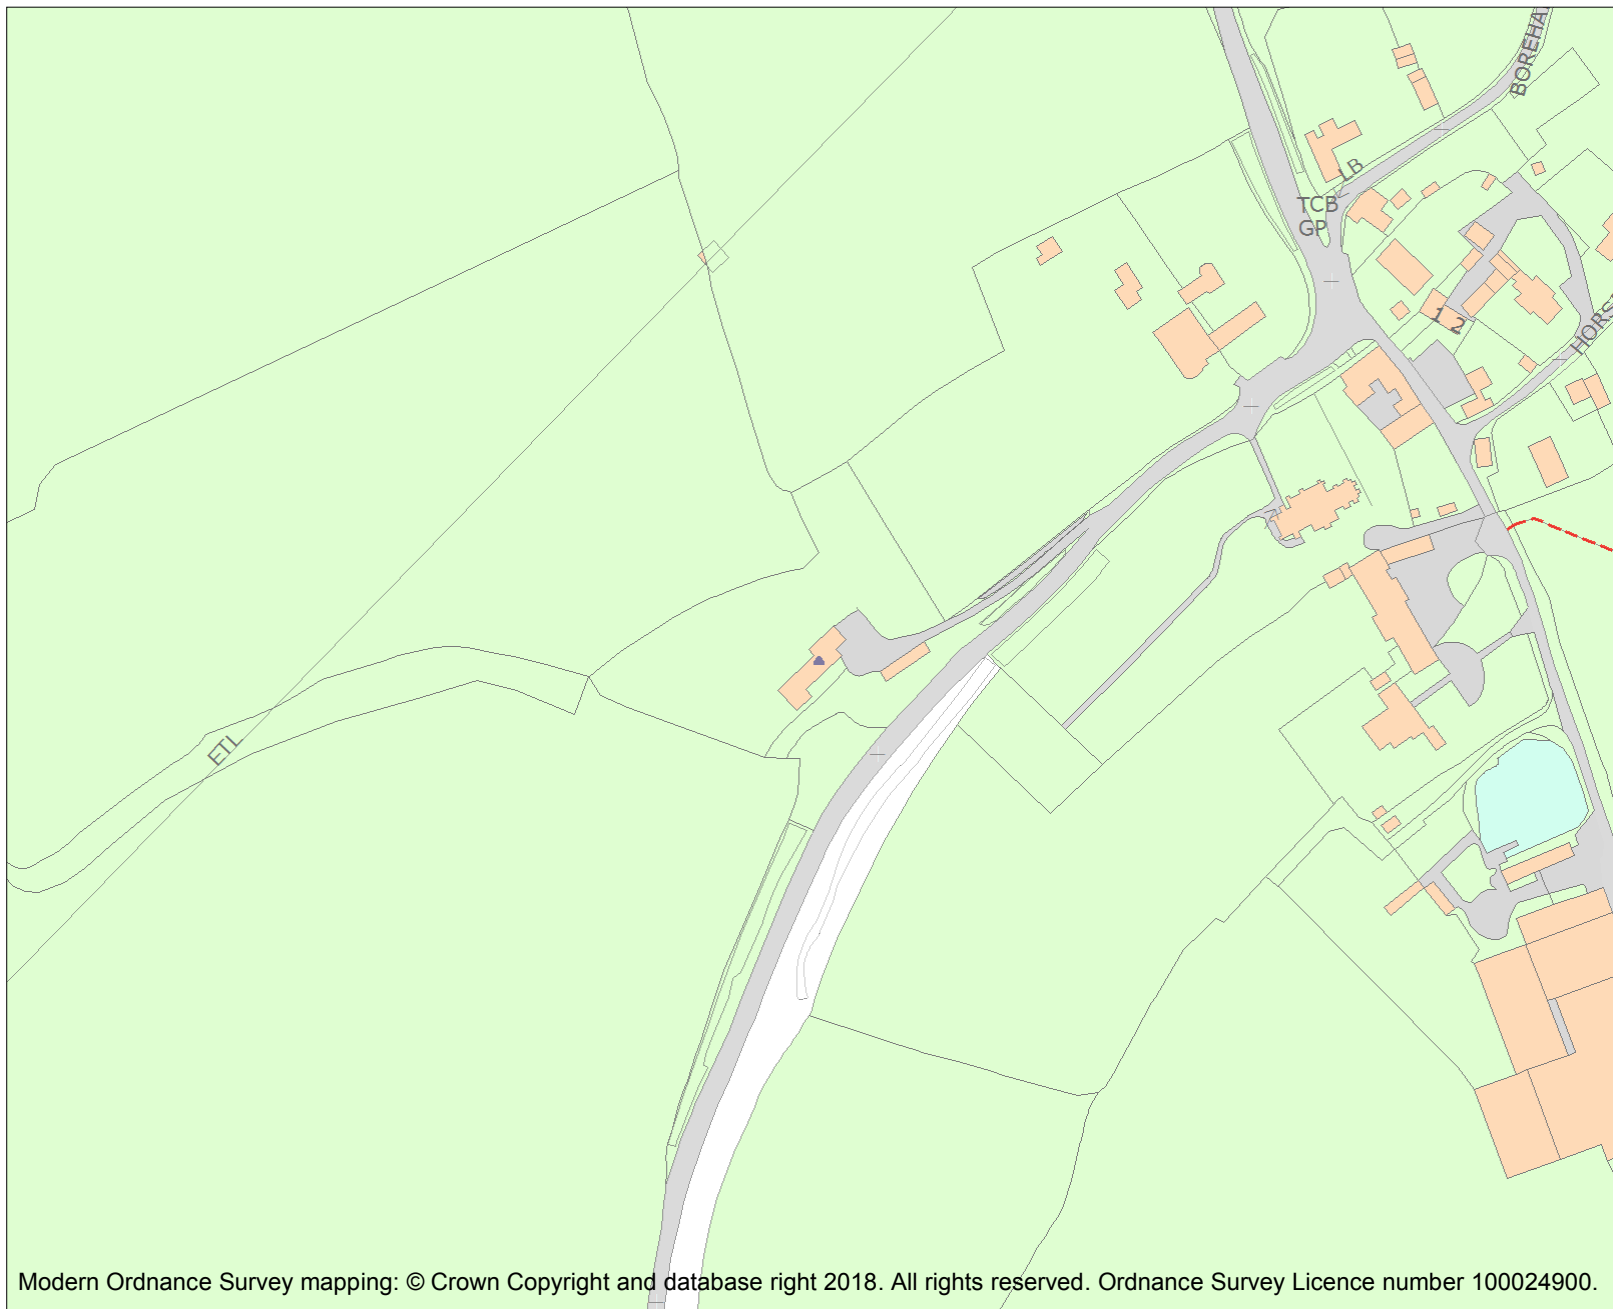 BOREHA
LB
TCB
GP
1 2
HORS
ETL
Modern Ordnance Survey mapping: © Crown Copyright and database right 2018. All rights reserved. Ordnance Survey Licence number 100024900.